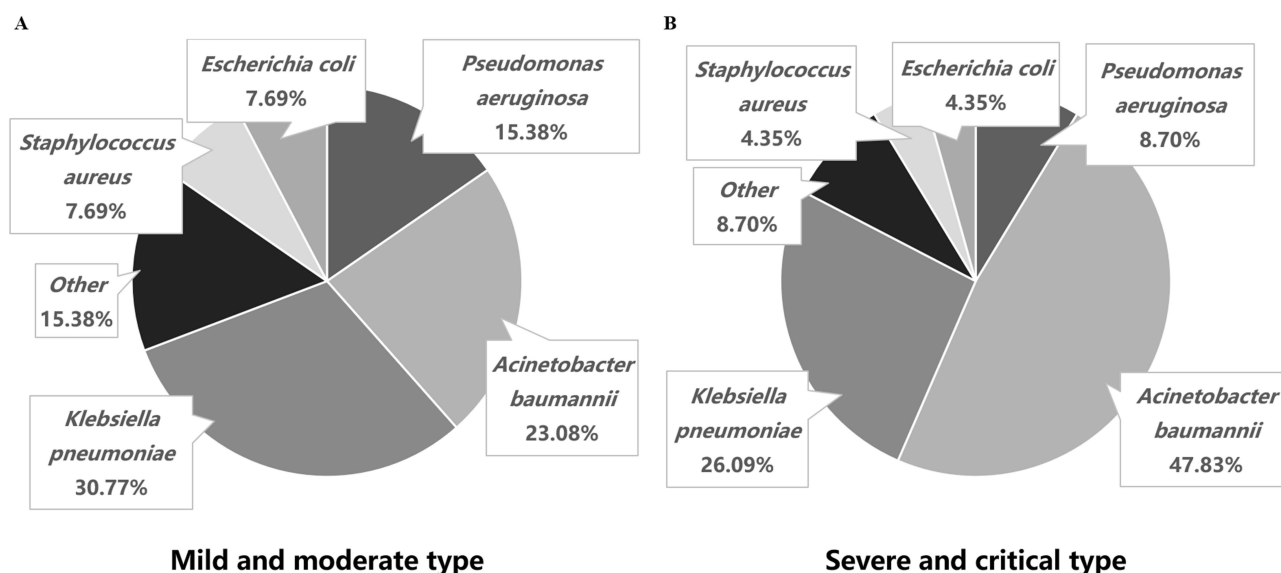 A
Escherichia coli
7.69%
Pseudomonas
aeruginosa
15.38%
Staphylococcus
aureus
7.69%
Other
15.38%
Acinetobacter
baumannii
23.08%
Klebsiella
pneumoniae
30.77%
Mild and moderate type
B
Staphylococcus
aureus
4.35%
Escherichia coli
4.35%
Pseudomonas
aeruginosa
8.70%
Other
8.70%
Klebsiella
pneumoniae
26.09%
Acinetobacter
baumannii
47.83%
Severe and critical type